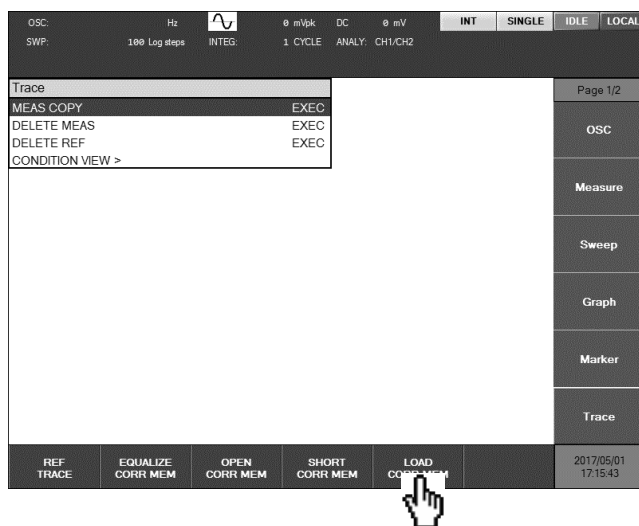 OSC: Hz 0 mVpk DC 0 mV INT SINGLE IDLE LOCAL
SWP: 100 Log steps INTEG: 1 CYCLE ANALY: CH1/CH2
Trace
MEAS COPY EXEC
DELETE MEAS EXEC
DELETE REF EXEC
CONDITION VIEW >
Page 1/2
OSC
Measure
Sweep
Graph
Marker
Trace
REF TRACE
EQUALIZE CORR MEM
OPEN CORR MEM
SHORT CORR MEM
LOAD CORR MEM
2017/05/01
17:15:43